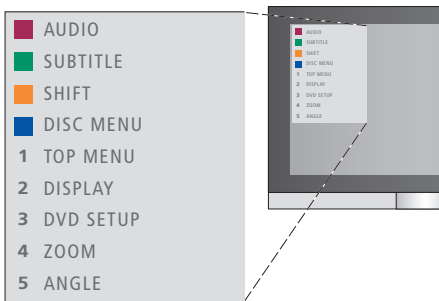 AUDIO
SUBTITLE
SHIFT
DISC MENU
1 TOP MENU
2 DISPLAY
3 DVD SETUP
4 ZOOM
5 ANGLE
AUDIO
SUBTITLE
SHIFT
DISC MENU
1 TOP MENU
2 DISPLAY
3 DVD SETUP
4 ZOOM
5 ANGLE